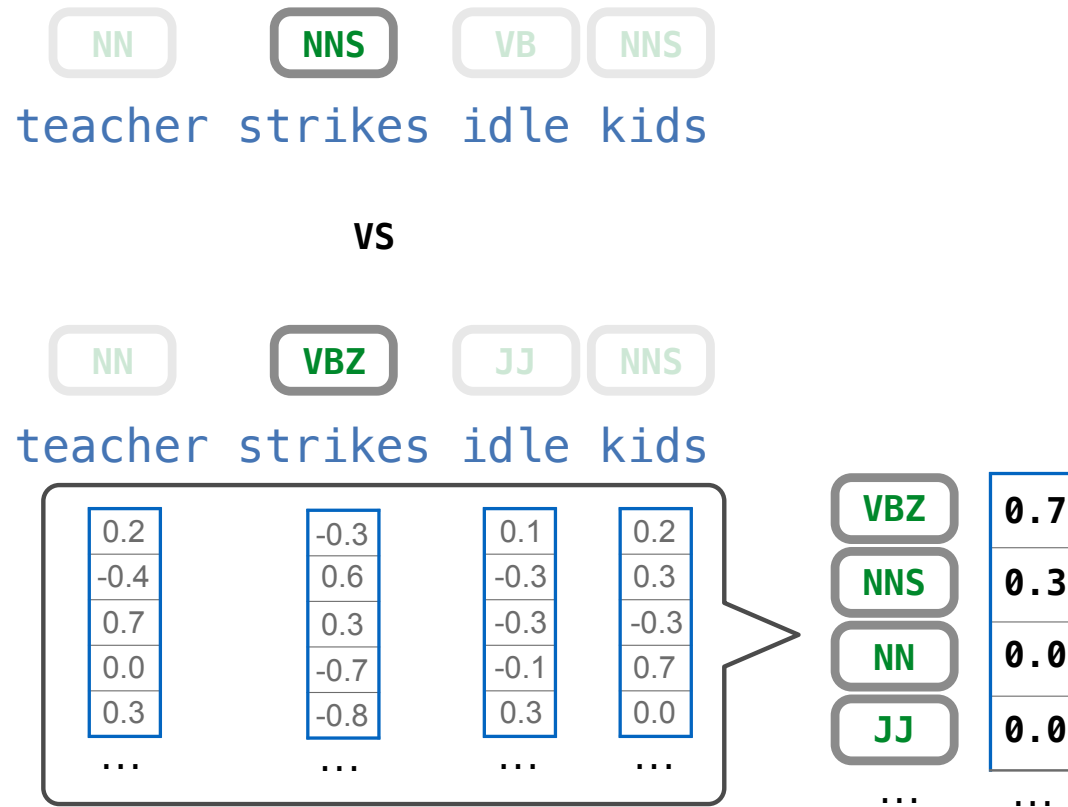 NN NNS VB NNS
teacher strikes idle kids
VS
NN VBZ JJ NNS
teacher strikes idle kids
0.2 -0.3 0.1 0.2
-0.4 0.6 -0.3 0.3
0.7 0.3 -0.3 -0.3
0.0 -0.7 -0.1 0.7
0.3 -0.8 0.3 0.0
... ... ... ...
VBZ 0.7
NNS 0.3
NN 0.0
JJ 0.0
... ...